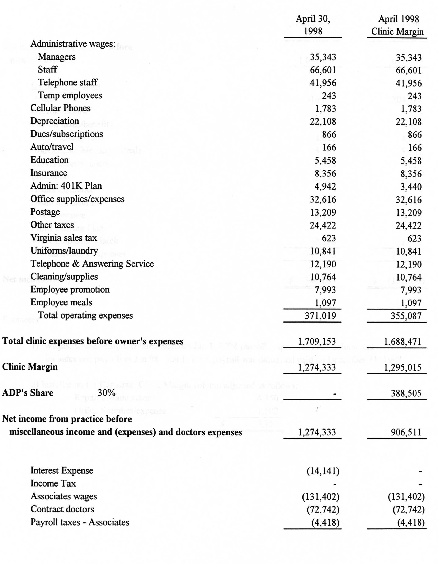 April 30, April 1998
1998 Clinic Margin
Administrative wages:
Managers 35,343 35,343
Staff 66,601 66,601
Telephone staff 41,956 41,956
Temp employees 243 243
Cellular Phones 1,783 1,783
Depreciation 22,108 22,108
Dues/subscriptions 866 866
Auto/travel 166 166
Education 5,458 5,458
Insurance 8,356 8,356
Admin: 401K Plan 4,942 3,440
Office supplies/expenses 32,616 32,616
Postage 13,209 13,209
Other taxes 24,422 24,422
Virginia sales tax 623 623
Uniforms/laundry 10,841 10,841
Telephone & Answering Service 12,190 12,190
Cleaning/supplies 10,764 10,764
Employee promotion 7,993 7,993
Employee meals 1,097 1,097
Total operating expenses 371,019 355,087
Total clinic expenses before owner's expenses 1,709,153 1,688,471
Clinic Margin 1,274,333 1,295,015
ADP's Share 30% - 388,505
Net income from practice before
miscellaneous income and (expenses) and doctors expenses 1,274,333 906,511
Interest Expense (14,141) -
Income Tax - -
Associates wages (131,402) (131,402)
Contract doctors (72,742) (72,742)
Payroll taxes - Associates (4,418) (4,418)